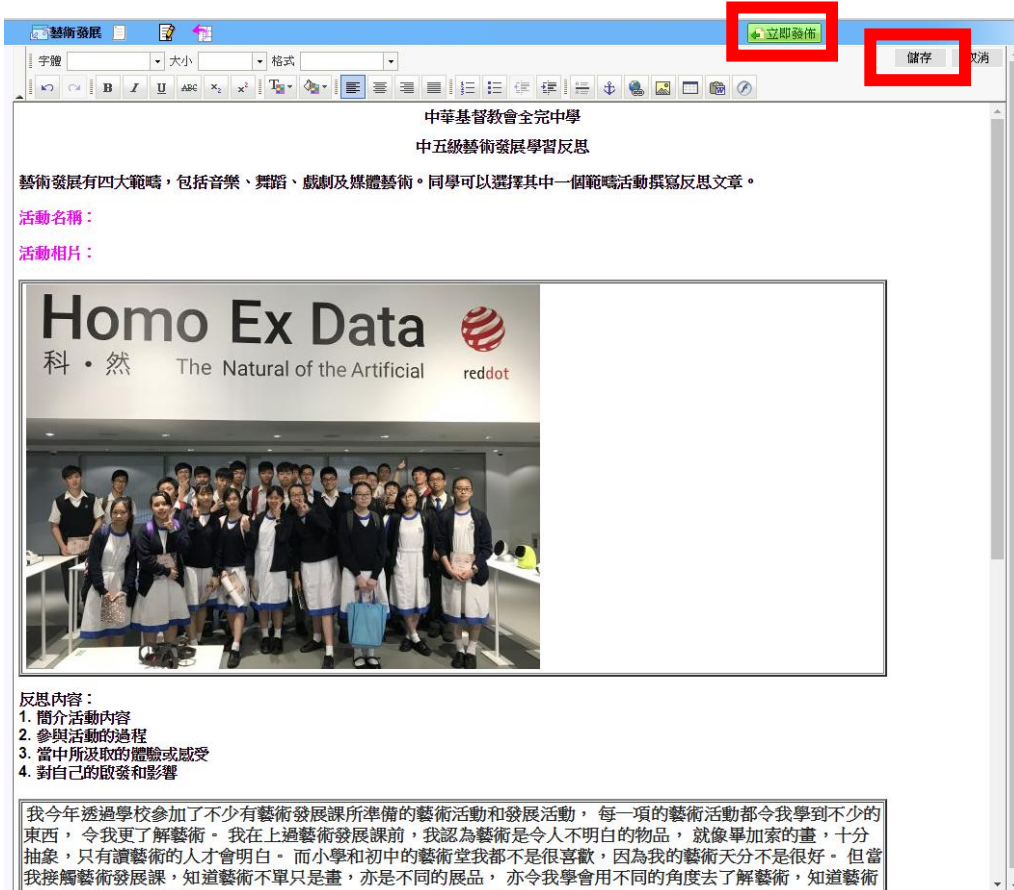 藝術發展
立即發佈
字體 大小 格式 儲存 取消
B I U ABC x₂ x²
中華基督教會全完中學
中五級藝術發展學習反思
藝術發展有四大範疇，包括音樂、舞蹈、戲劇及媒體藝術。同學可以選擇其中一個範疇活動撰寫反思文章。
活動名稱：
活動相片：
Homo Ex Data
科・然 The Natural of the Artificial reddot
反思內容：
1. 簡介活動內容
2. 參與活動的過程
3. 當中所汲取的體驗或感受
4. 對自己的啟發和影響
我今年透過學校參加了不少有藝術發展課所準備的藝術活動和發展活動， 每一項的藝術活動都令我學到不少的
東西， 令我更了解藝術。 我在上過藝術發展課前，我認為藝術是令人不明白的物品， 就像畢加索的畫，十分
抽象，只有讀藝術的人才會明白。 而小學和初中的藝術堂我都不是很喜歡，因為我的藝術天分不是很好。 但當
我接觸藝術發展課，知道藝術不單只是畫，亦是不同的展品， 亦令我學會用不同的角度去了解藝術，知道藝術